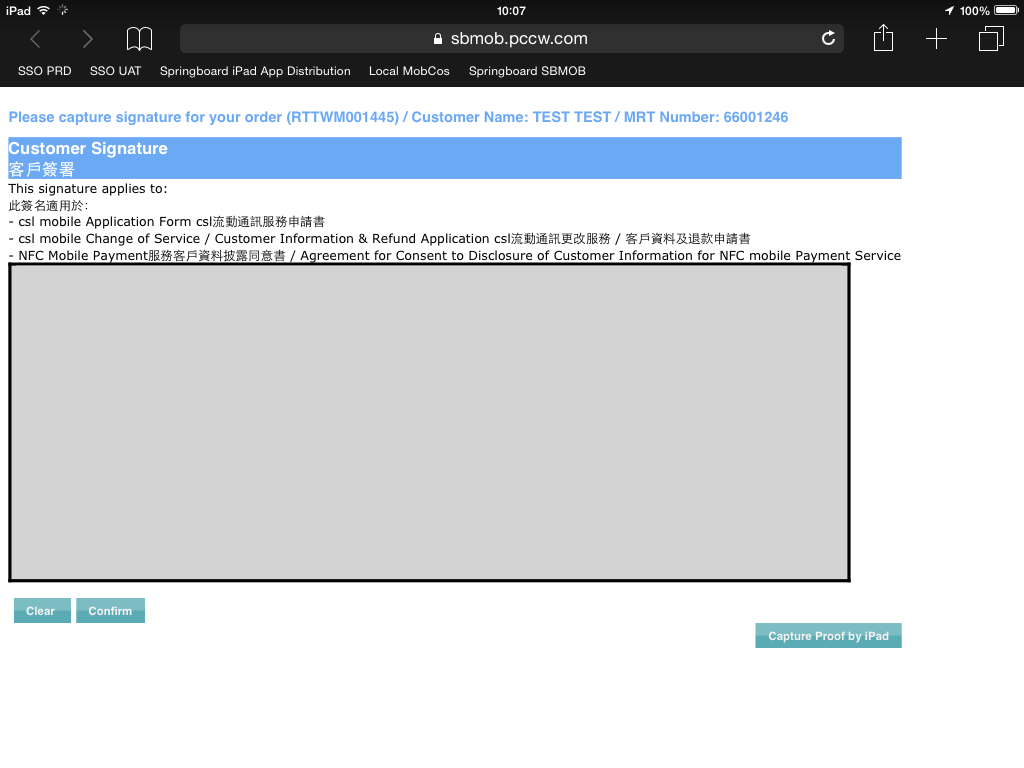 iPad 10:07 100%
sbmob.pccw.com
SSO PRD SSO UAT Springboard iPad App Distribution Local MobCos Springboard SBMOB
Please capture signature for your order (RTTWM001445) / Customer Name: TEST TEST / MRT Number: 66001246
Customer Signature
客戶簽署
This signature applies to:
此簽名適用於:
- csl mobile Application Form csl流動通訊服務申請書
- csl mobile Change of Service / Customer Information & Refund Application csl流動通訊更改服務 / 客戶資料及退款申請書
- NFC Mobile Payment服務客戶資料披露同意書 / Agreement for Consent to Disclosure of Customer Information for NFC mobile Payment Service
Clear Confirm
Capture Proof by iPad